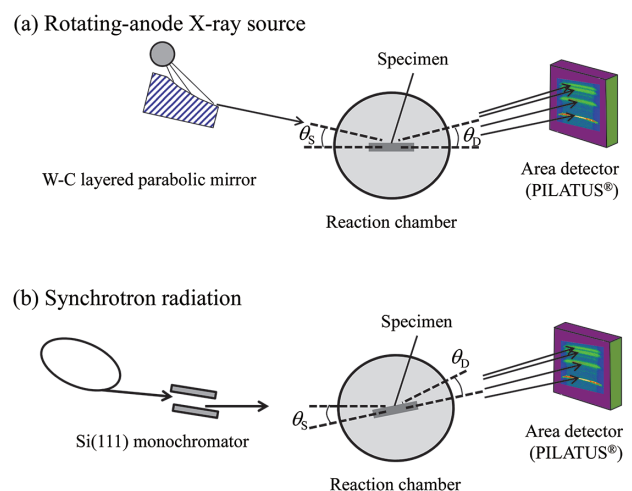 (a) Rotating-anode X-ray source
Specimen
θS
θD
W-C layered parabolic mirror
Area detector
(PILATUS®)
Reaction chamber
(b) Synchrotron radiation
Specimen
θD
θS
Si(111) monochromator
Area detector
(PILATUS®)
Reaction chamber